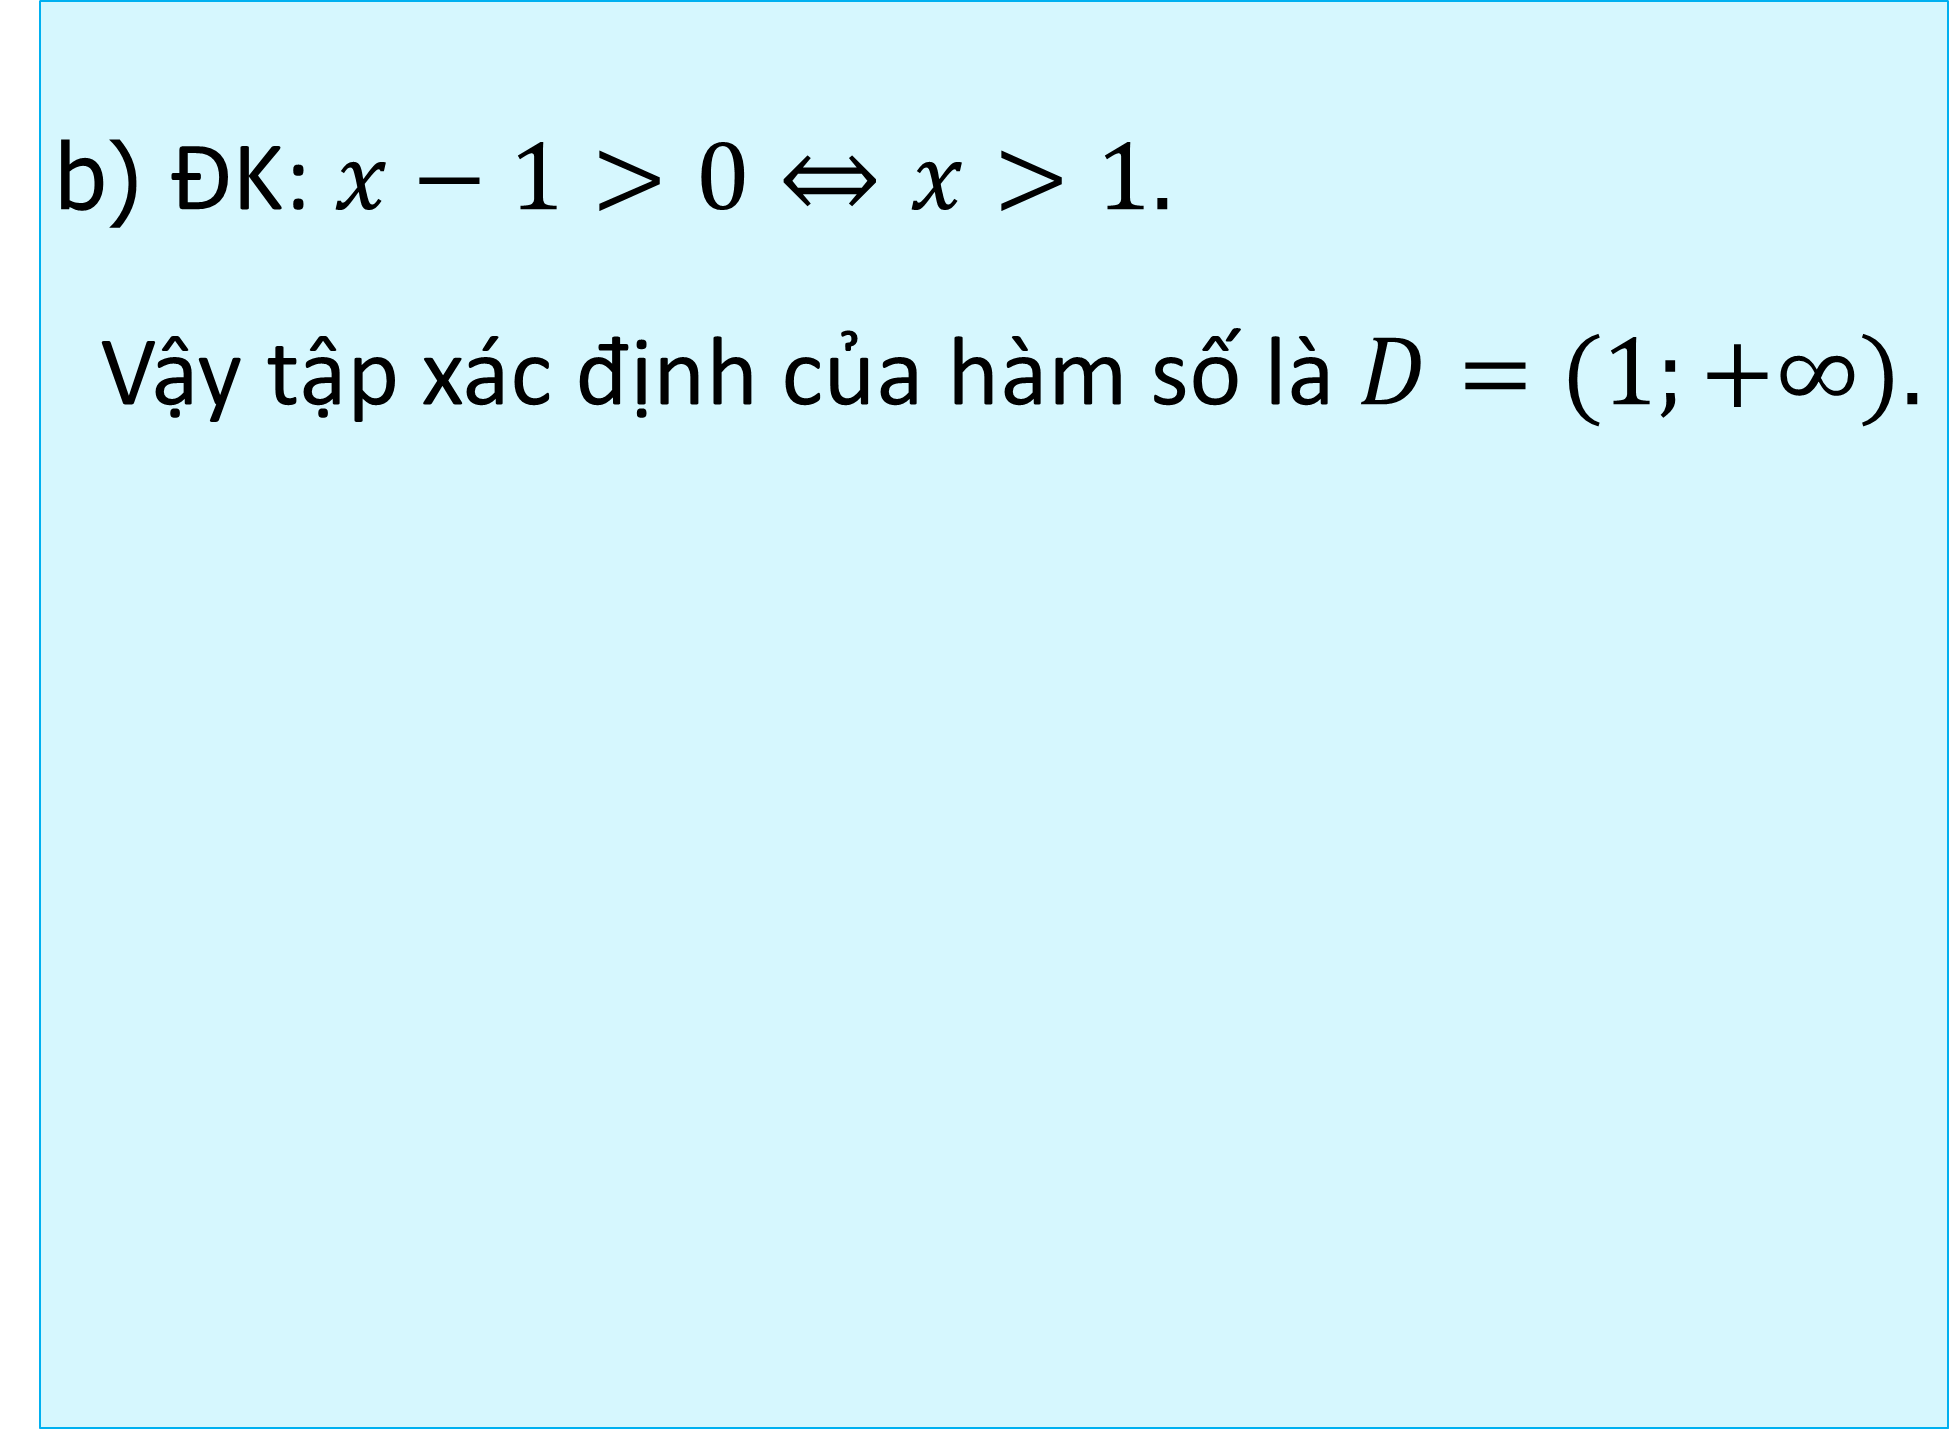 b) ĐK: 𝑥 − 1 > 0 ⟺ 𝑥 > 1.
Vậy tập xác định của hàm số là 𝐷 = (1; +∞).